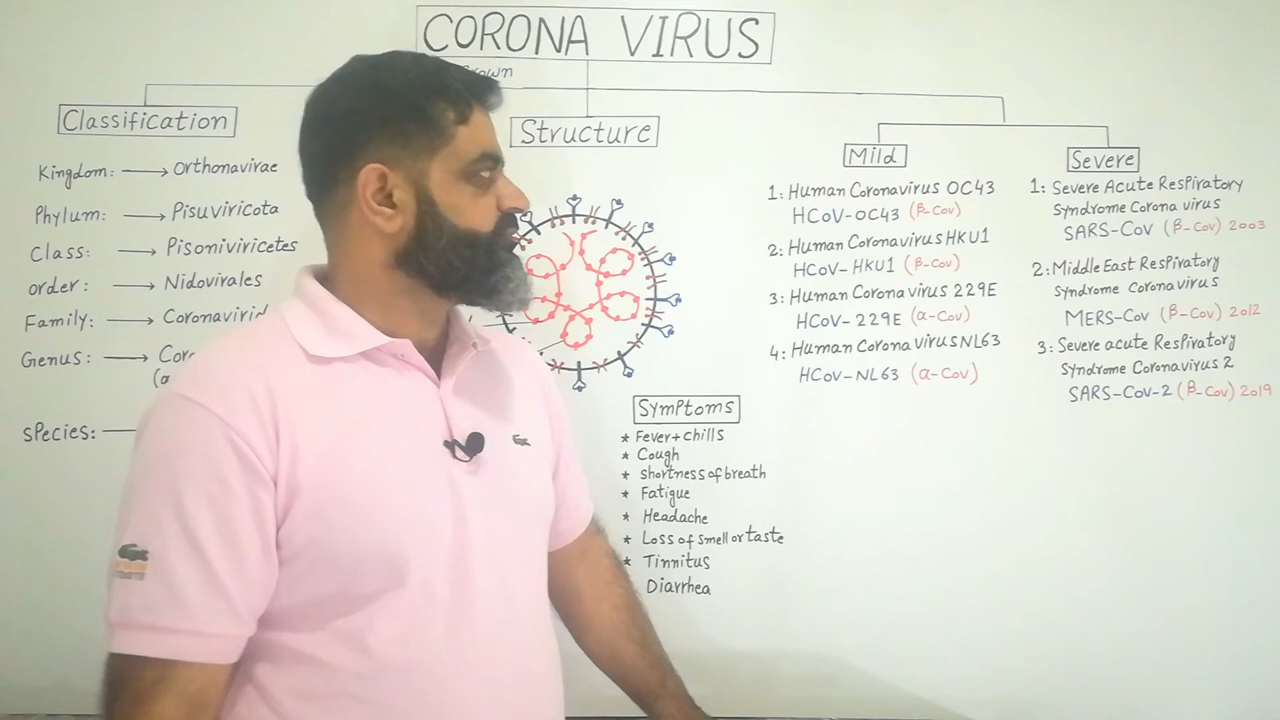 CORONA VIRUS
Classification
Kingdom: → Orthonavirae
Phylum: → Pisuviricota
Class: → Pisoniviricetes
order: → Nidovirales
Family: →
Genus: →
SPecies:
Structure
Symptoms
* Fever+chills
* Cough
* shortness of breath
* Fatigue
* Headache
* Loss of smell or taste
* Tinnitus
Diarrhea
Mild
1: Human Coronavirus OC43
HCoV-OC43 (β-Cov)
2: Human Coronavirus HKU1
HCoV-HKU1 (β-Cov)
3: Human Coronavirus 229E
HCoV-229E (α-Cov)
4: Human Corona virus NL63
HCoV-NL63 (α-Cov)
Severe
1: Severe Acute ResPiratory
Syndrome Corona virus
SARS-CoV (β-Cov) 2003
2: Middle East ResPiratory
Syndrome Coronavirus
MERS-Cov (β-Cov) 2012
3: Severe acute ResPiratory
Syndrome Coronavirus 2
SARS-CoV-2 (β-Cov) 2019